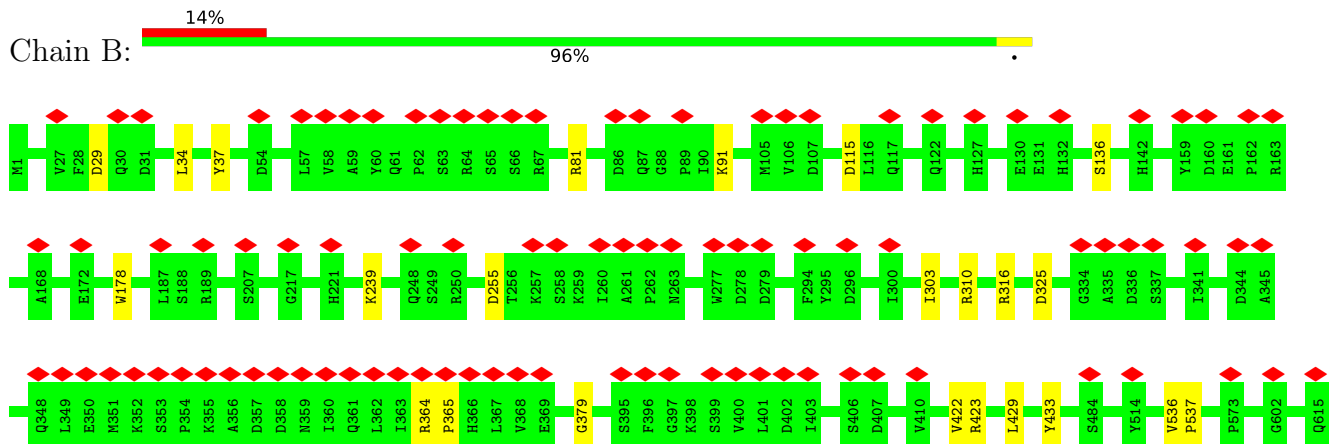 14%
Chain B:
96%
.
M1 V27 F28 D29 Q30 D31 L34 Y37 D54 L57 V58 A59 Y60 Q61 P62 S63 R64 S65 S66 R67 R81 D86 Q87 G88 P89 I90 K91 M105 V106 D107 D115 L116 Q117 Q122 H127 E130 E131 H132 S136 H142 Y159 D160 E161 P162 R163
A168 E172 W178 L187 S188 R189 S207 G217 H221 K239 Q248 S249 R250 D255 T256 K257 S258 K259 I260 A261 P262 N263 W277 D278 D279 F294 Y295 D296 I300 I303 R310 R316 D325 G334 A335 D336 S337 I341 D344 A345
Q348 L349 E350 M351 K352 S353 P354 K355 A356 D357 D358 N359 I360 Q361 L362 I363 R364 P365 H366 L367 V368 E369 G379 S395 F396 G397 K398 S399 V400 L401 D402 I403 S406 D407 V410 V422 R423 L429 Y433 S484 Y514 V536 P537 P573 G602 Q615